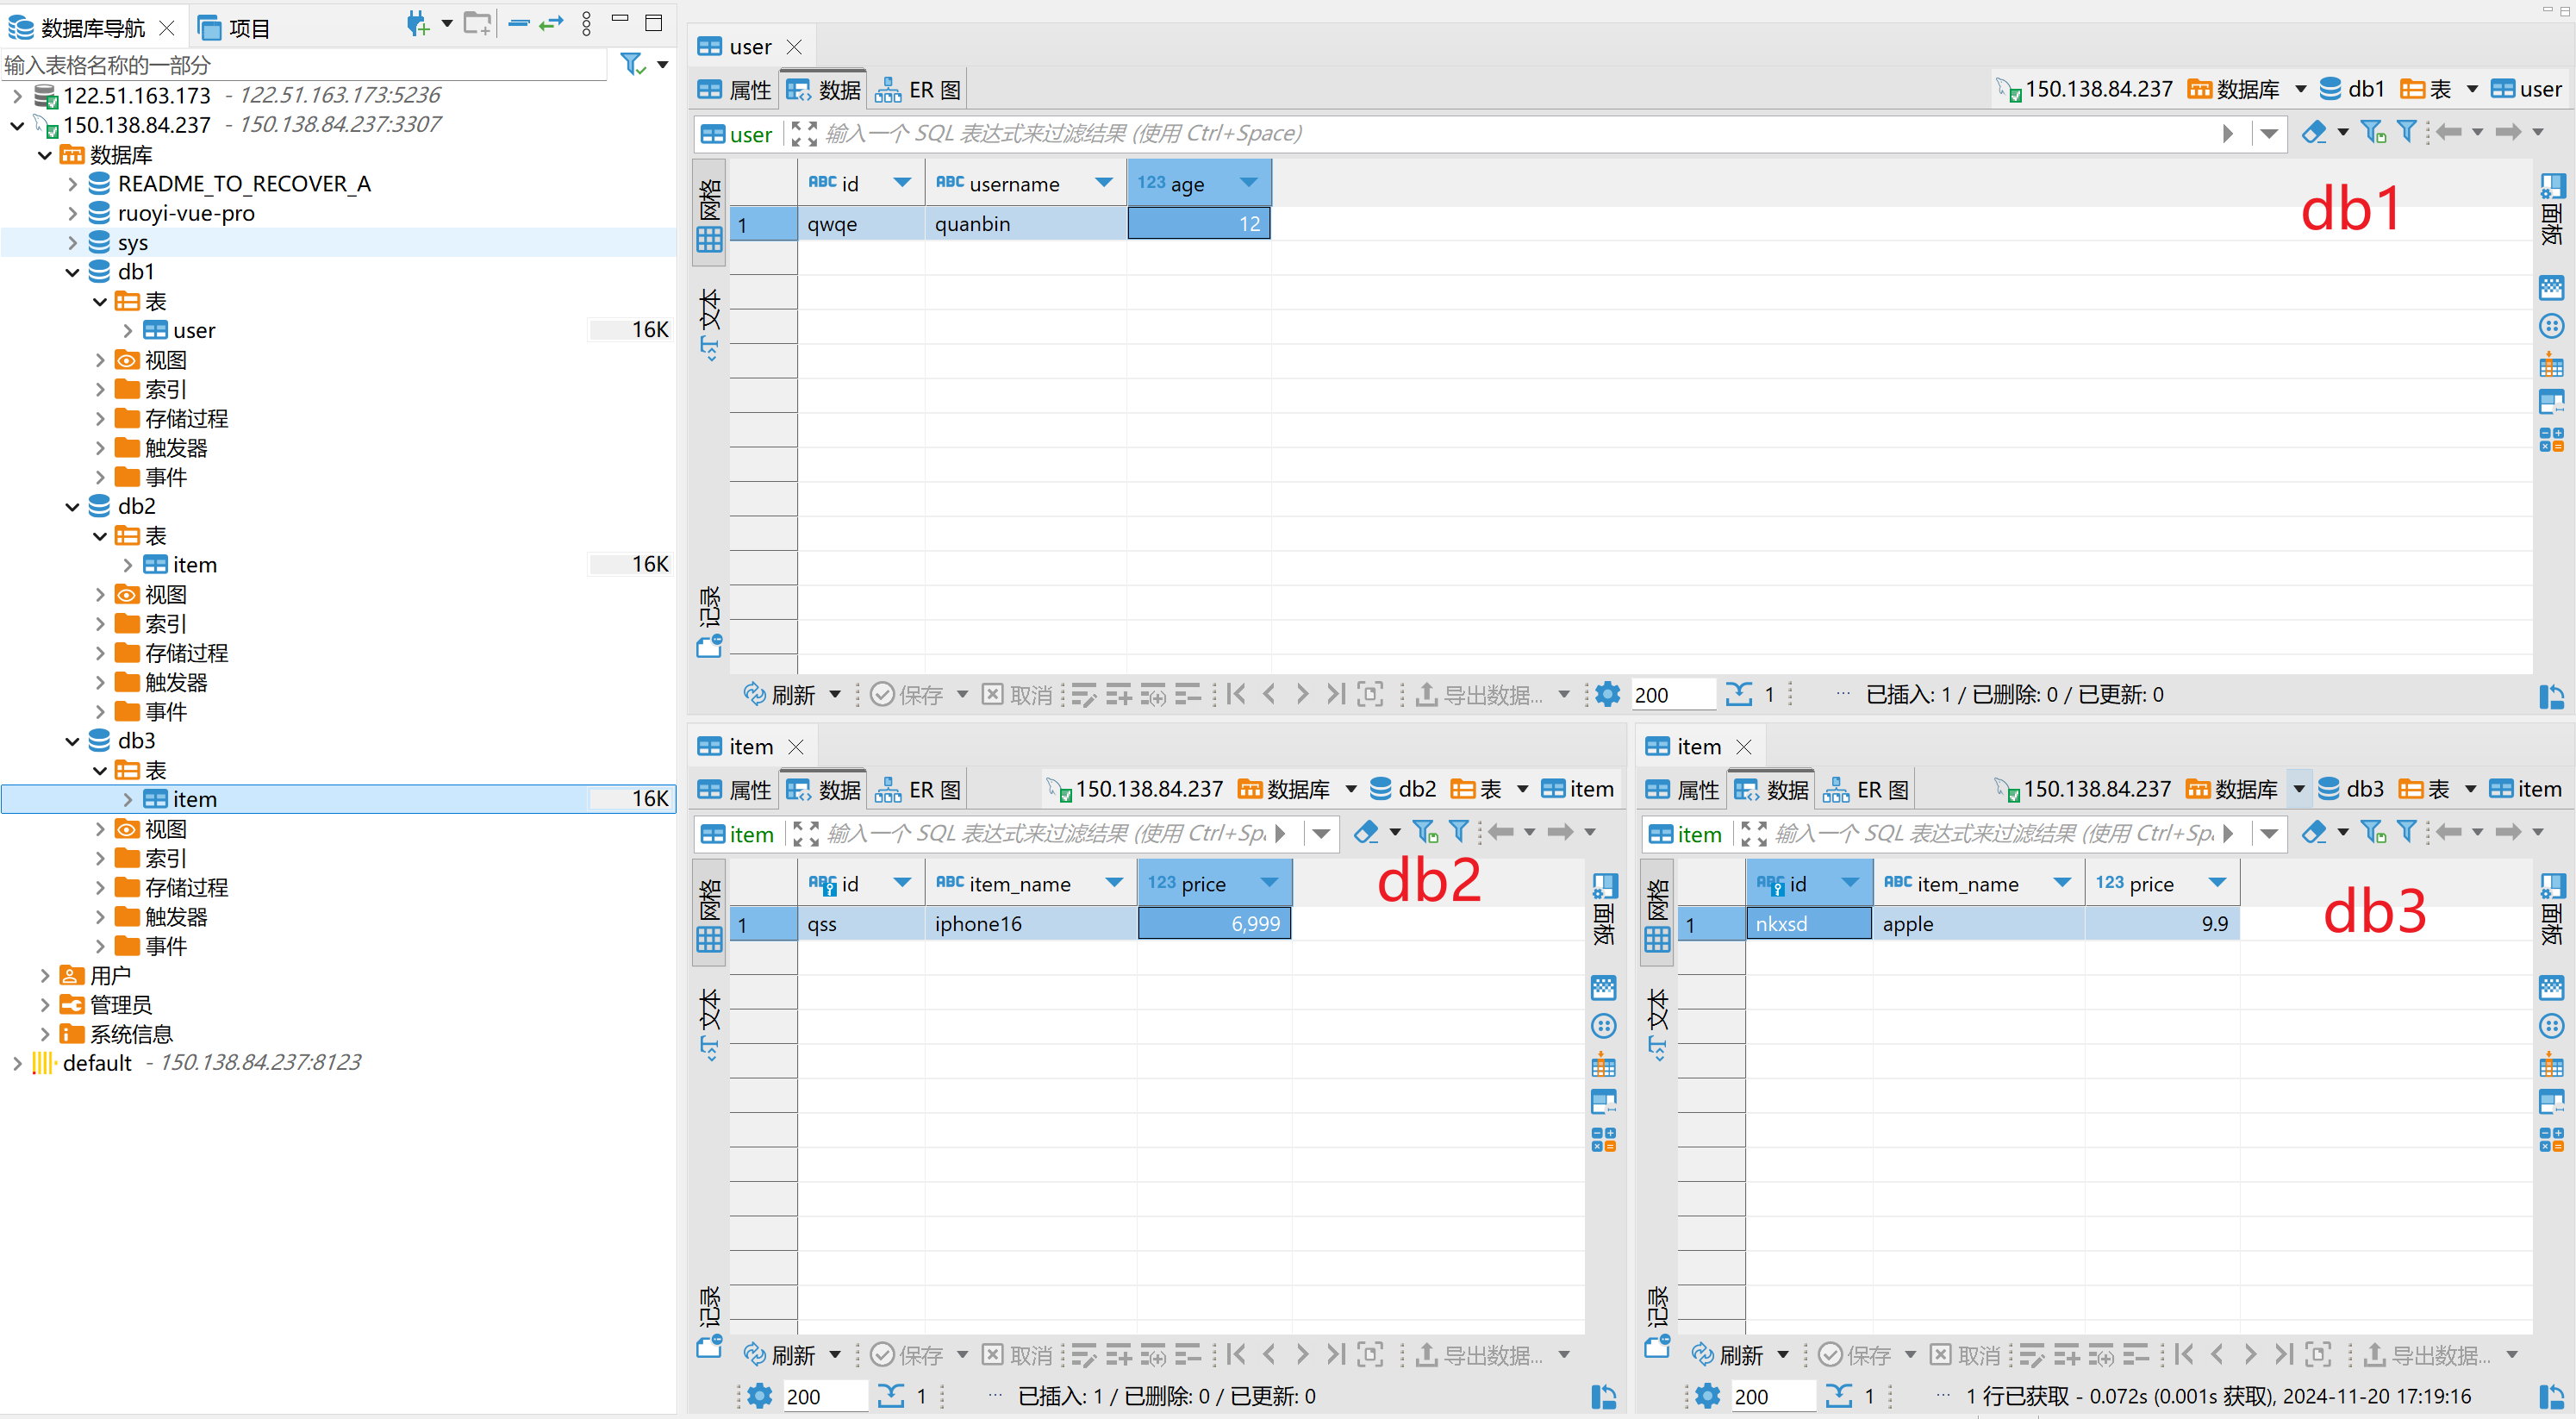 数据库导航
项目
输入表格名称的一部分
122.51.163.173 - 122.51.163.173:5236
150.138.84.237 - 150.138.84.237:3307
数据库
README_TO_RECOVER_A
ruoyi-vue-pro
sys
db1
表
user 16K
视图
索引
存储过程
触发器
事件
db2
表
item 16K
视图
索引
存储过程
触发器
事件
db3
表
item 16K
视图
索引
存储过程
触发器
事件
用户
管理员
系统信息
default - 150.138.84.237:8123
user
属性 数据 ER 图 150.138.84.237 数据库 db1 表 user
user 输入一个 SQL 表达式来过滤结果 (使用 Ctrl+Space)
网格
文本
记录
面板
ABC id ABC username 123 age
1 qwqe quanbin 12
db1
刷新 保存 取消 导出数据... 200 1 ... 已插入: 1 / 已删除: 0 / 已更新: 0
item
属性 数据 ER 图 150.138.84.237 数据库 db2 表 item
item 输入一个 SQL 表达式来过滤结果 (使用 Ctrl+Sp
网格
文本
记录
面板
ABC id ABC item_name 123 price
1 qss iphone16 6,999
db2
刷新 保存 取消 导出数据...
200 1 ... 已插入: 1 / 已删除: 0 / 已更新: 0
item
属性 数据 ER 图 150.138.84.237 数据库 db3 表 item
item 输入一个 SQL 表达式来过滤结果 (使用 Ctrl+Sp
网格
文本
记录
面板
ABC id ABC item_name 123 price
1 nkxsd apple 9.9
db3
刷新 保存 取消 导出数据...
200 1 ... 1 行已获取 - 0.072s (0.001s 获取), 2024-11-20 17:19:16